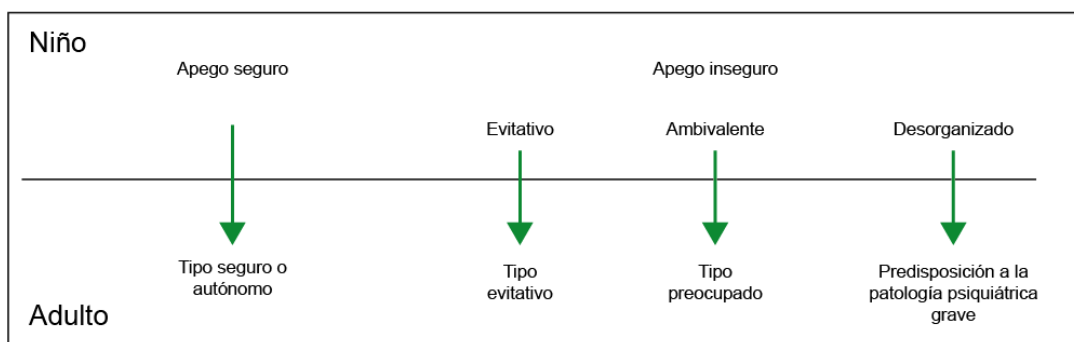 Niño
Apego seguro
Apego inseguro
Evitativo
Ambivalente
Desorganizado
Tipo seguro o
autónomo
Tipo
evitativo
Tipo
preocupado
Predisposición a la
patología psiquiátrica
grave
Adulto